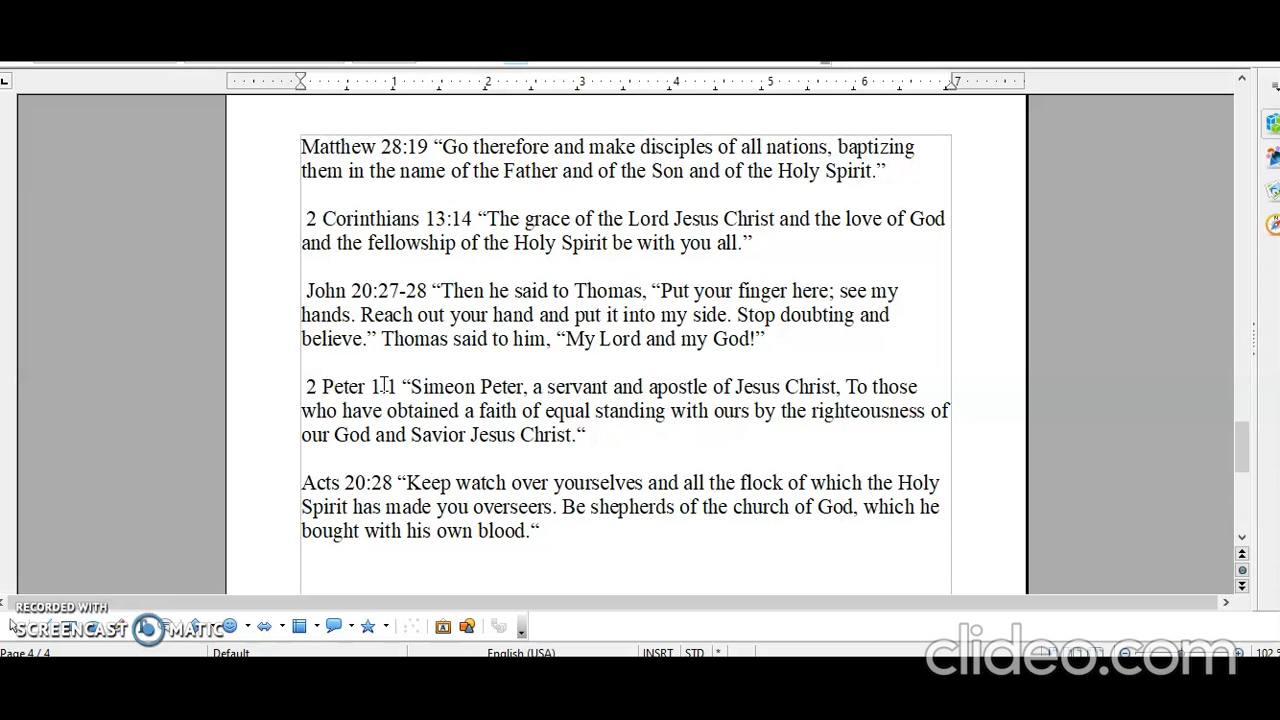 1 2 3 4 5 6 7
Matthew 28:19 “Go therefore and make disciples of all nations, baptizing
them in the name of the Father and of the Son and of the Holy Spirit.”
2 Corinthians 13:14 “The grace of the Lord Jesus Christ and the love of God
and the fellowship of the Holy Spirit be with you all.”
John 20:27-28 “Then he said to Thomas, “Put your finger here; see my
hands. Reach out your hand and put it into my side. Stop doubting and
believe.” Thomas said to him, “My Lord and my God!”
2 Peter 1:1 “Simeon Peter, a servant and apostle of Jesus Christ, To those
who have obtained a faith of equal standing with ours by the righteousness of
our God and Savior Jesus Christ.“
Acts 20:28 “Keep watch over yourselves and all the flock of which the Holy
Spirit has made you overseers. Be shepherds of the church of God, which he
bought with his own blood.“
RECORDED WITH
SCREENCAST MATIC
Page 4 / 4 Default English (USA) INSRT STD *
clideo.com